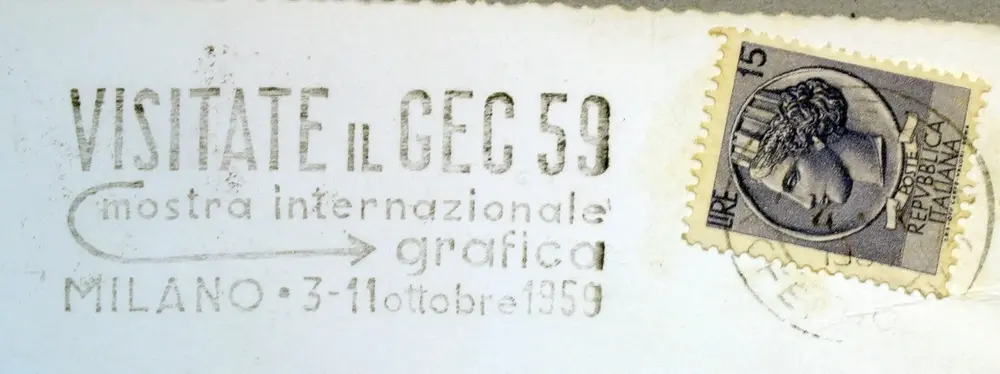 VISITATE IL GEC 59
mostra internazionale
grafica
MILANO • 3-11 ottobre 1959
LIRE 15
POSTE
REPVBBLICA
ITALIANA